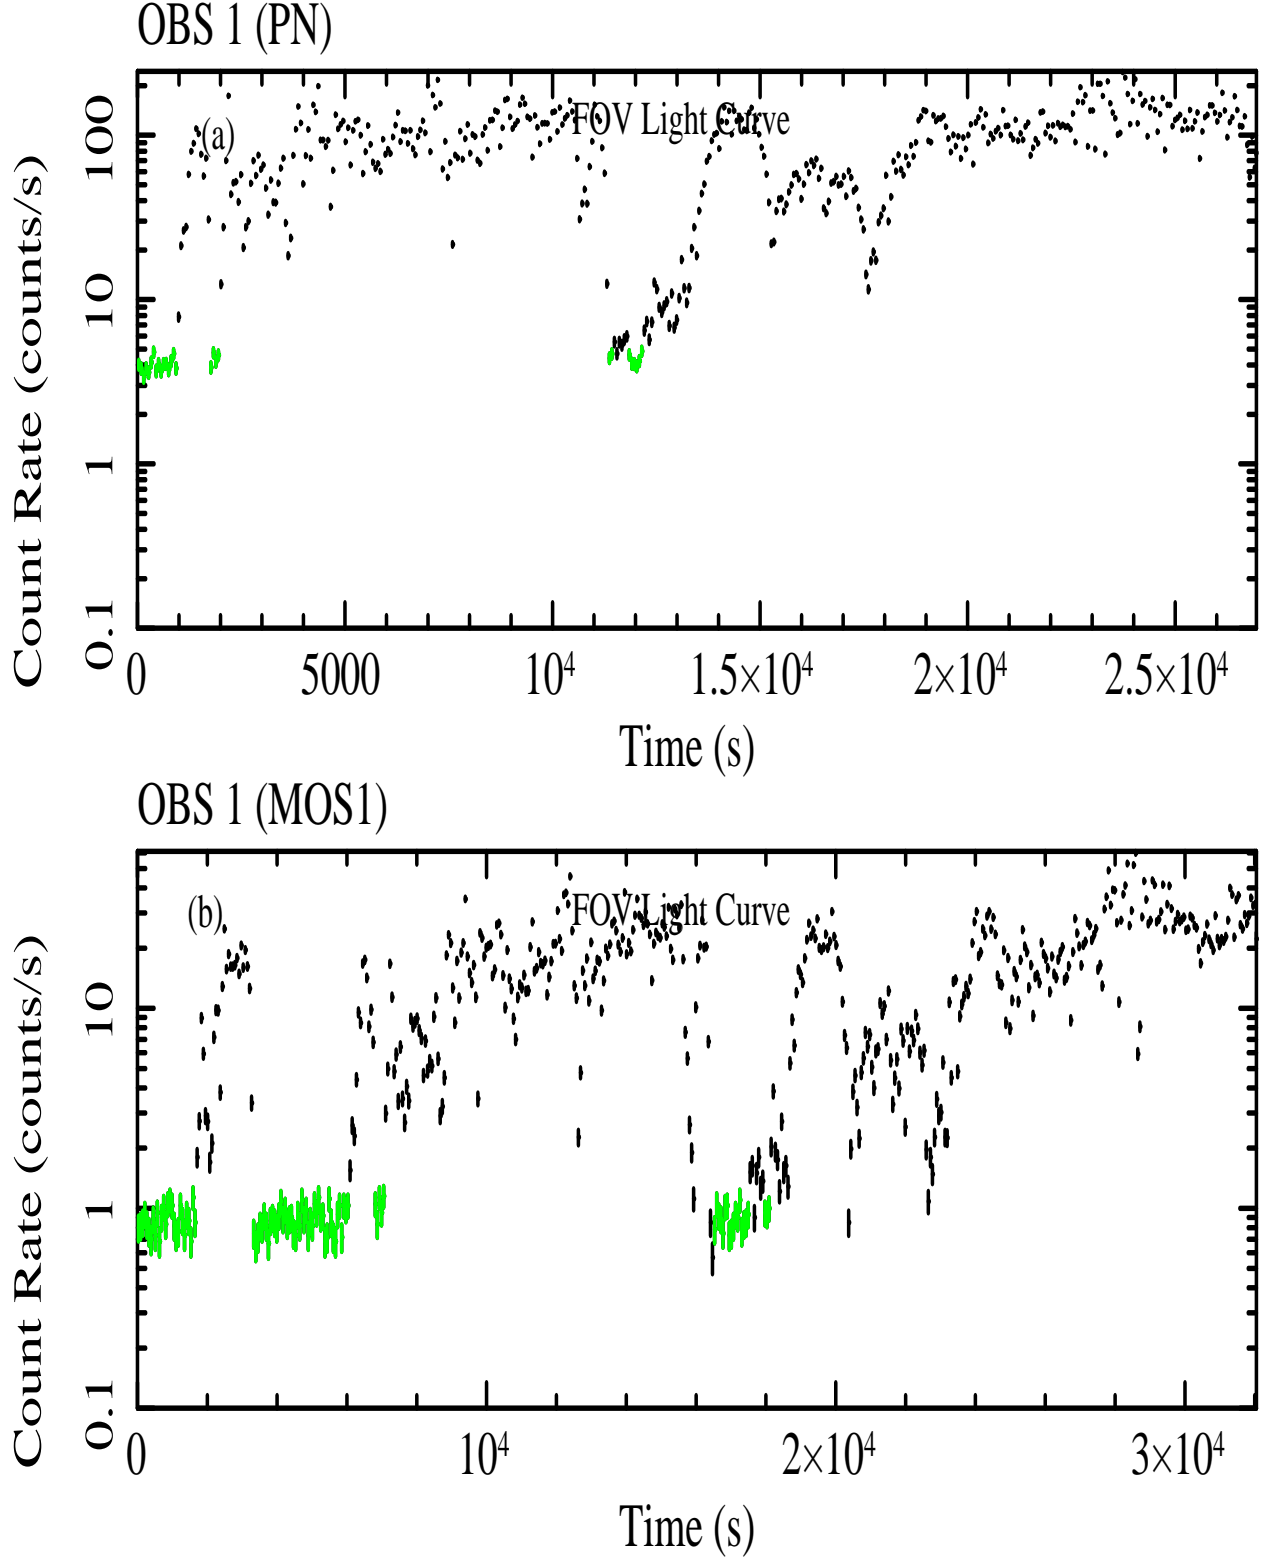 OBS 1 (PN)
Count Rate (counts/s)
100
10
1
0.1
(a)
FOV Light Curve
0 5000 10⁴ 1.5×10⁴ 2×10⁴ 2.5×10⁴
Time (s)
OBS 1 (MOS1)
Count Rate (counts/s)
10
1
0.1
(b)
FOV Light Curve
0 10⁴ 2×10⁴ 3×10⁴
Time (s)